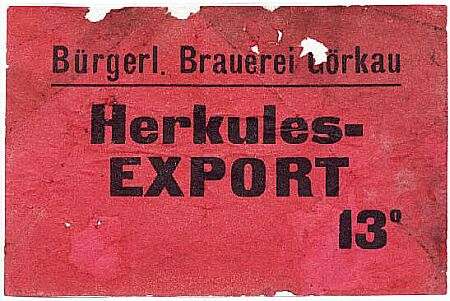 Bürgerl. Brauerei Görkau
Herkules-
EXPORT
13°